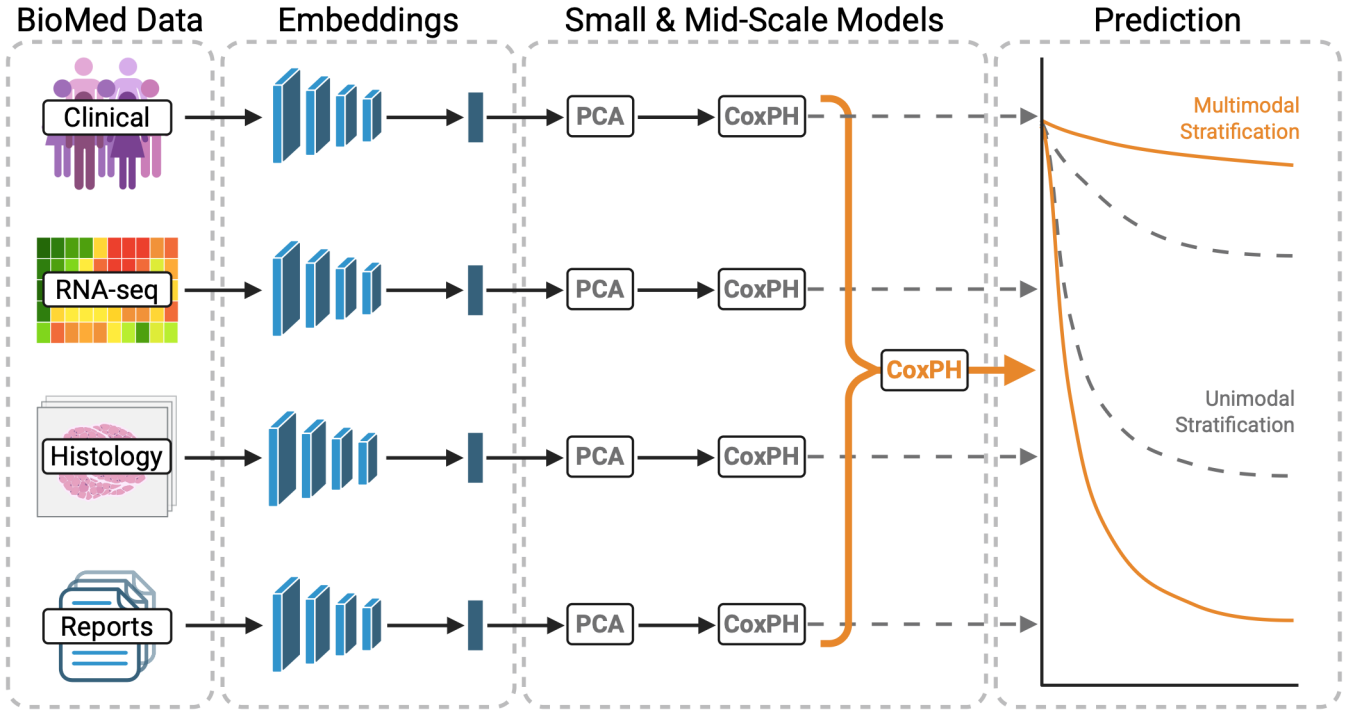 BioMed Data
Embeddings
Small & Mid-Scale Models
Prediction
Clinical
PCA
CoxPH
Multimodal
Stratification
RNA-seq
PCA
CoxPH
CoxPH
Unimodal
Stratification
Histology
PCA
CoxPH
Reports
PCA
CoxPH